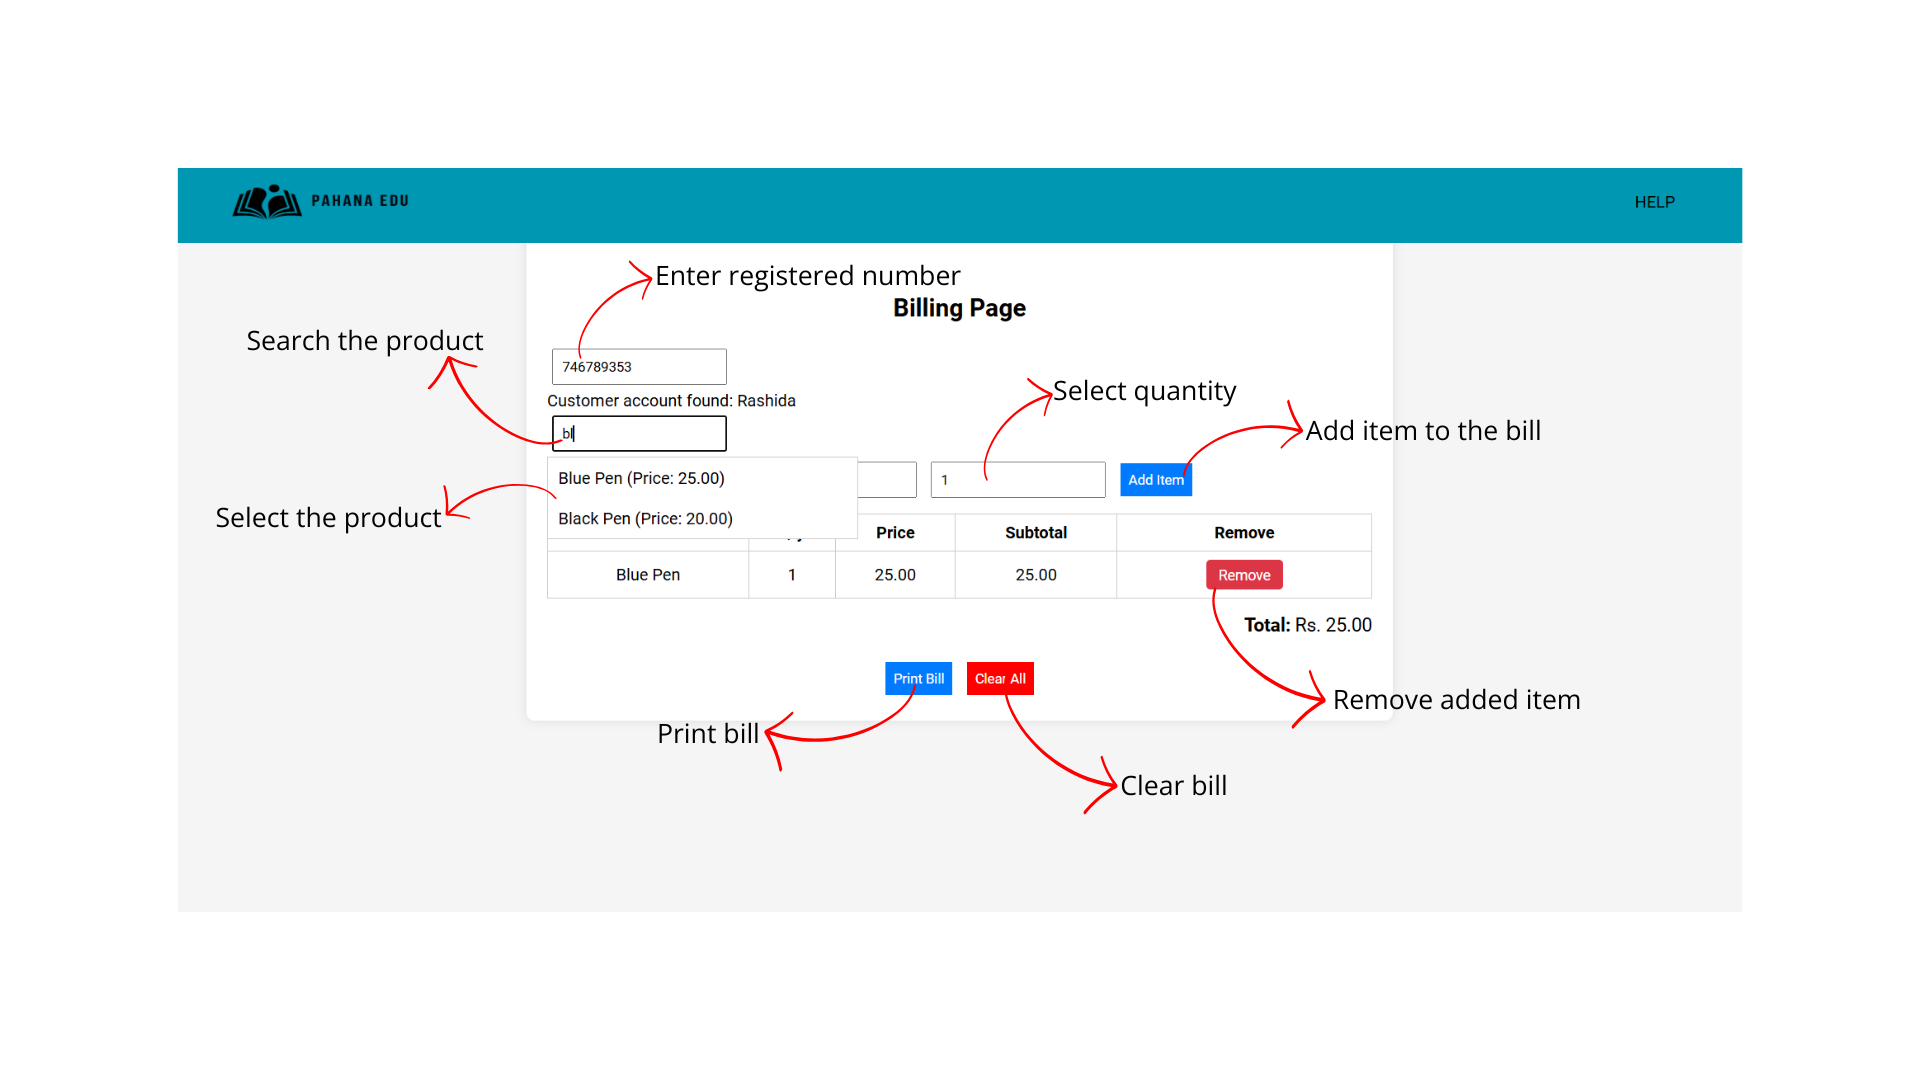 PAHANA EDU
HELP
Enter registered number
Billing Page
Search the product
746789353
Select quantity
Customer account found: Rashida
Add item to the bill
bl
Blue Pen (Price: 25.00)
1
Add Item
Select the product
Black Pen (Price: 20.00)
Price
Subtotal
Remove
Blue Pen
1
25.00
25.00
Remove
Total: Rs. 25.00
Print Bill
Clear All
Remove added item
Print bill
Clear bill